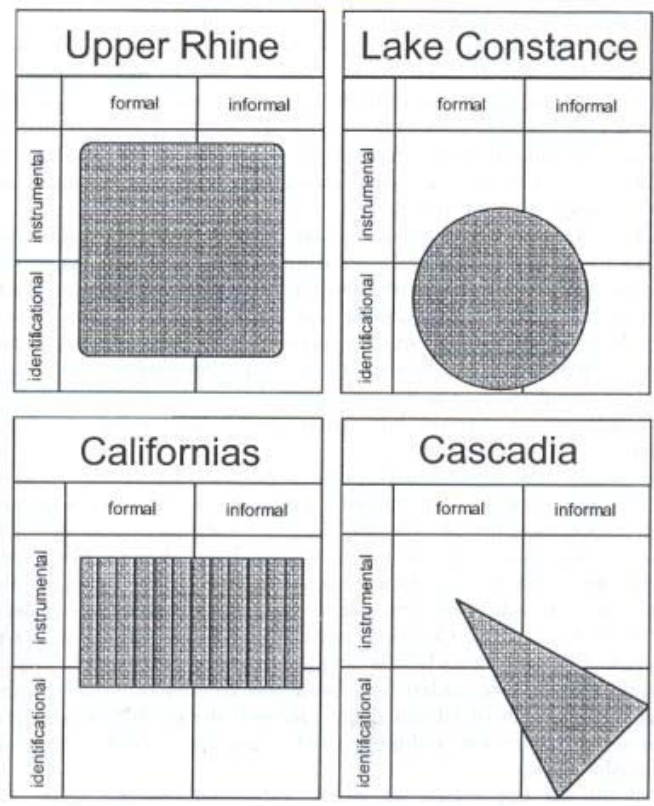 Upper Rhine
formal informal
instrumental
identificational
Lake Constance
formal informal
instrumental
identificational
Californias
formal informal
instrumental
identificational
Cascadia
formal informal
instrumental
identificational